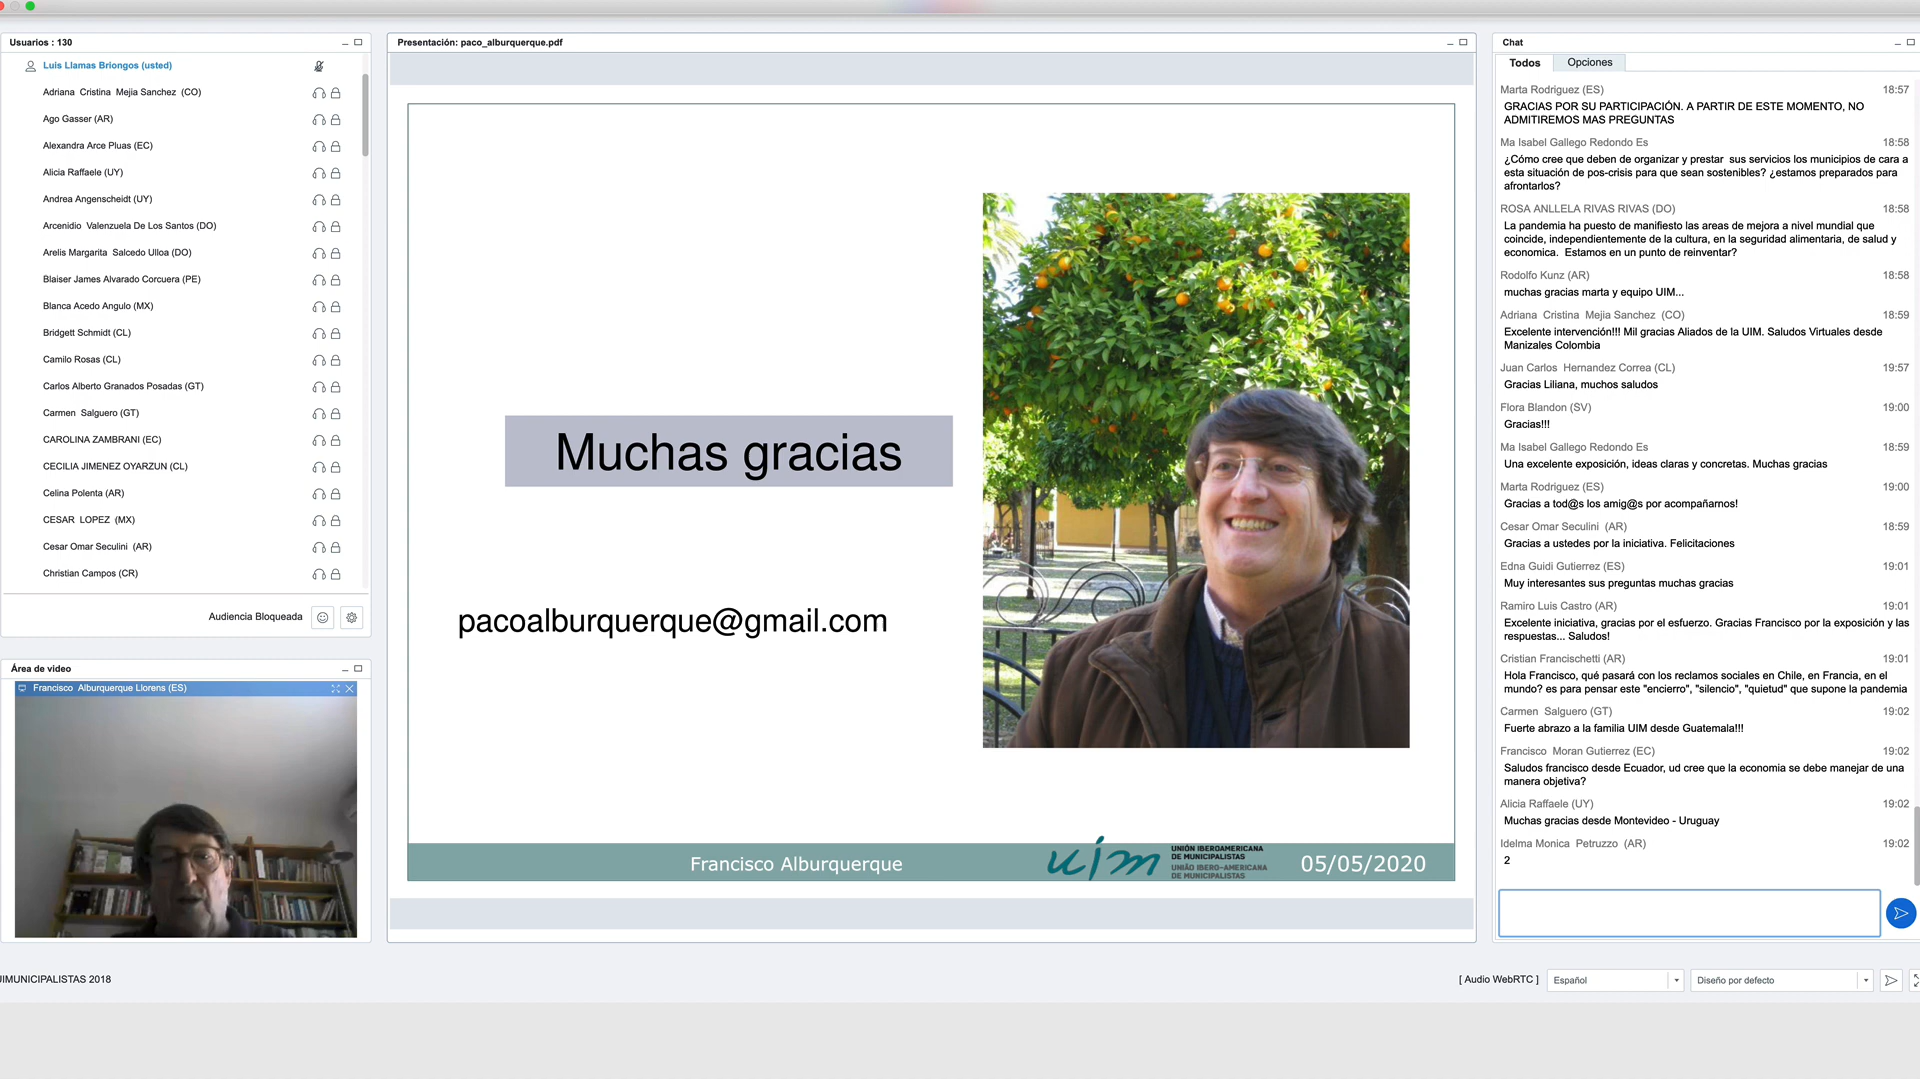 Usuarios : 130
Luis Llamas Briongos (usted)
Adriana Cristina Mejia Sanchez (CO)
Ago Gasser (AR)
Alexandra Arce Pluas (EC)
Alicia Raffaele (UY)
Andrea Angenscheidt (UY)
Arcenidio Valenzuela De Los Santos (DO)
Arelis Margarita Salcedo Ulloa (DO)
Blaiser James Alvarado Corcuera (PE)
Blanca Acedo Angulo (MX)
Bridgett Schmidt (CL)
Camilo Rosas (CL)
Carlos Alberto Granados Posadas (GT)
Carmen Salguero (GT)
CAROLINA ZAMBRANI (EC)
CECILIA JIMENEZ OYARZUN (CL)
Celina Polenta (AR)
CESAR LOPEZ (MX)
Cesar Omar Seculini (AR)
Christian Campos (CR)
Audiencia Bloqueada
Área de video
Francisco Alburquerque Llorens (ES)
Presentación: paco_alburquerque.pdf
Muchas gracias
pacoalburquerque@gmail.com
Francisco Alburquerque
uim
UNIÓN IBEROAMERICANA
DE MUNICIPALISTAS
UNIÃO IBERO-AMERICANA
DE MUNICIPALISTAS
05/05/2020
Chat
Todos Opciones
Marta Rodriguez (ES) 18:57
GRACIAS POR SU PARTICIPACIÓN. A PARTIR DE ESTE MOMENTO, NO
ADMITIREMOS MAS PREGUNTAS
Ma Isabel Gallego Redondo Es 18:58
¿Cómo cree que deben de organizar y prestar sus servicios los municipios de cara a
esta situación de pos-crisis para que sean sostenibles? ¿estamos preparados para
afrontarlos?
ROSA ANLLELA RIVAS RIVAS (DO) 18:58
La pandemia ha puesto de manifiesto las areas de mejora a nivel mundial que
coincide, independientemente de la cultura, en la seguridad alimentaria, de salud y
economica. Estamos en un punto de reinventar?
Rodolfo Kunz (AR) 18:58
muchas gracias marta y equipo UIM...
Adriana Cristina Mejia Sanchez (CO) 18:59
Excelente intervención!!! Mil gracias Aliados de la UIM. Saludos Virtuales desde
Manizales Colombia
Juan Carlos Hernandez Correa (CL) 19:57
Gracias Liliana, muchos saludos
Flora Blandon (SV) 19:00
Gracias!!!
Ma Isabel Gallego Redondo Es 18:59
Una excelente exposición, ideas claras y concretas. Muchas gracias
Marta Rodriguez (ES) 19:00
Gracias a tod@s los amig@s por acompañarnos!
Cesar Omar Seculini (AR) 18:59
Gracias a ustedes por la iniciativa. Felicitaciones
Edna Guidi Gutierrez (ES) 19:01
Muy interesantes sus preguntas muchas gracias
Ramiro Luis Castro (AR) 19:01
Excelente iniciativa, gracias por el esfuerzo. Gracias Francisco por la exposición y las
respuestas... Saludos!
Cristian Francischetti (AR) 19:01
Hola Francisco, qué pasará con los reclamos sociales en Chile, en Francia, en el
mundo? es para pensar este "encierro", "silencio", "quietud" que supone la pandemia
Carmen Salguero (GT) 19:02
Fuerte abrazo a la familia UIM desde Guatemala!!!
Francisco Moran Gutierrez (EC) 19:02
Saludos francisco desde Ecuador, ud cree que la economia se debe manejar de una
manera objetiva?
Alicia Raffaele (UY) 19:02
Muchas gracias desde Montevideo - Uruguay
Idelma Monica Petruzzo (AR) 19:02
2
UIMUNICIPALISTAS 2018
[ Audio WebRTC ] Español Diseño por defecto